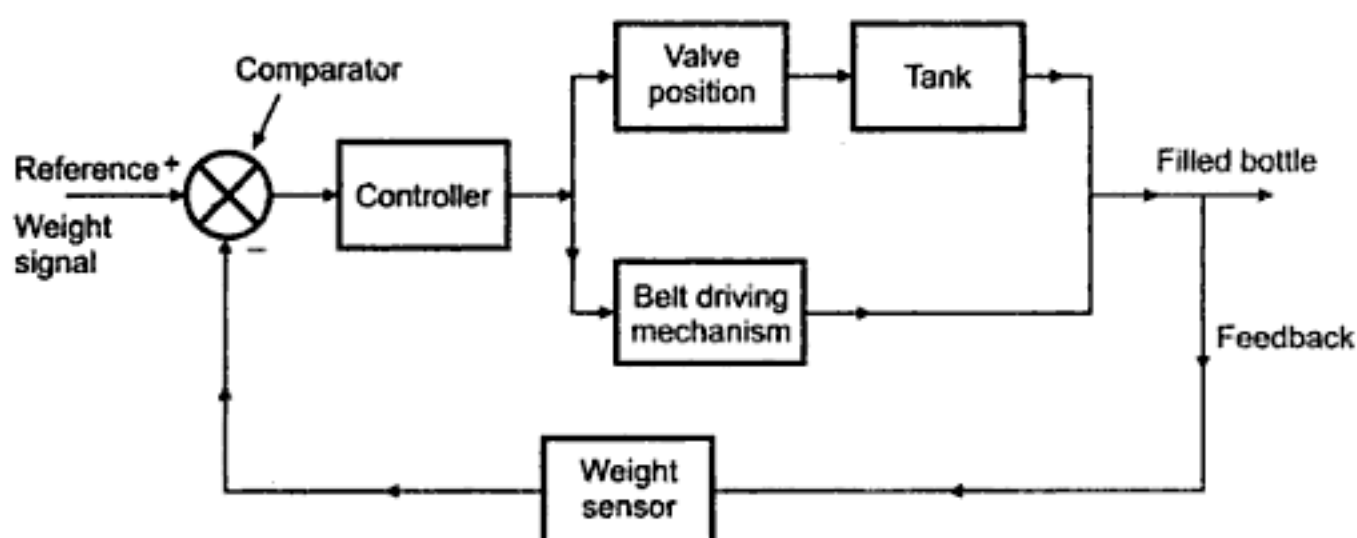 Comparator
Reference +
Weight
signal
–
Controller
Valve
position
Tank
Belt driving
mechanism
Filled bottle
Feedback
Weight
sensor